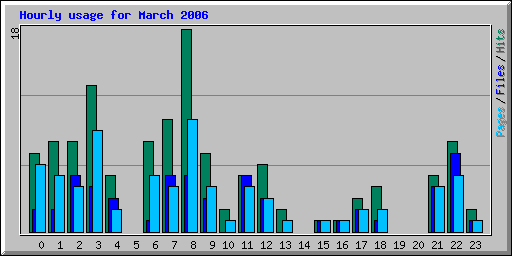 Hourly usage for March 2006
18
Pages/Files/Hits
0 1 2 3 4 5 6 7 8 9 10 11 12 13 14 15 16 17 18 19 20 21 22 23